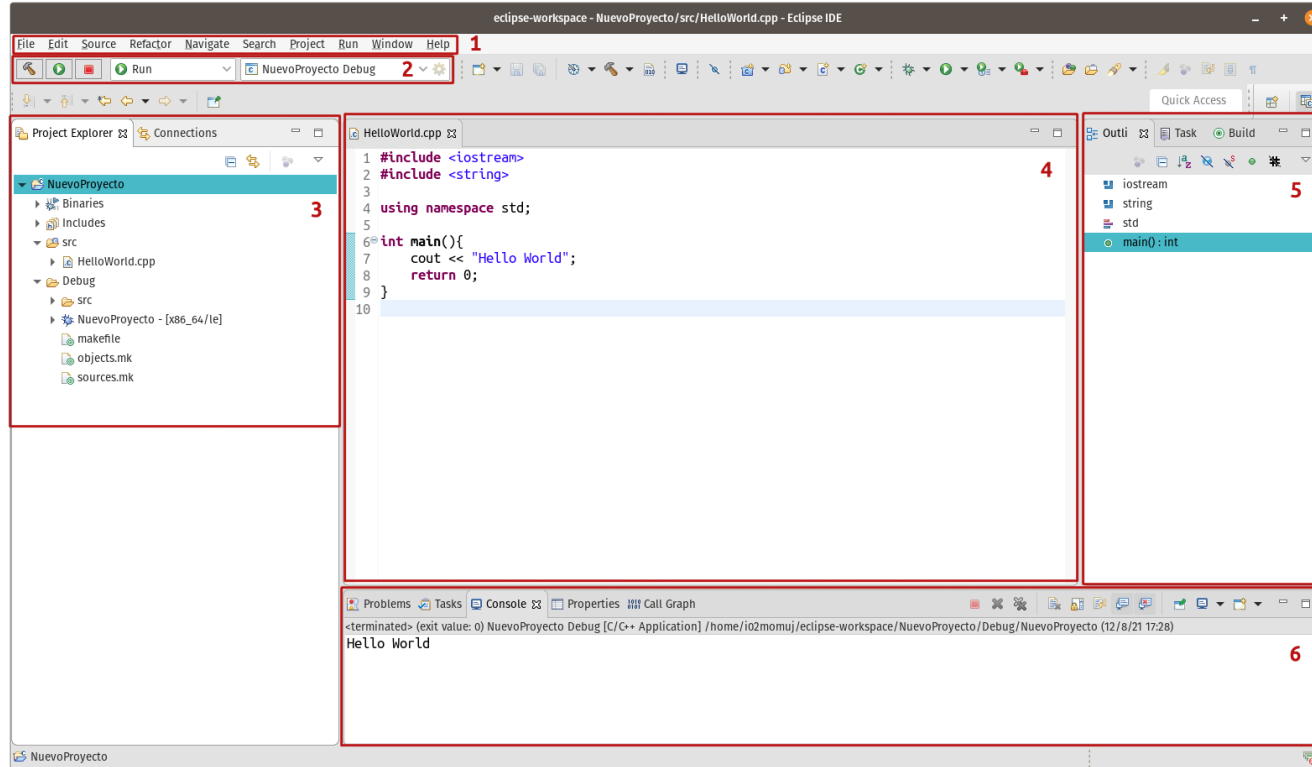 eclipse-workspace - NuevoProyecto/src/HelloWorld.cpp - Eclipse IDE
File Edit Source Refactor Navigate Search Project Run Window Help 1
Run NuevoProyecto Debug 2
Quick Access
Project Explorer Connections
NuevoProyecto
Binaries 3
Includes
src
HelloWorld.cpp
Debug
src
NuevoProyecto - [x86_64/le]
makefile
objects.mk
sources.mk
HelloWorld.cpp
4
1 #include <iostream>
2 #include <string>
3
4 using namespace std;
5
6 int main(){
7 cout << "Hello World";
8 return 0;
9 }
10
Outli Task Build
5
iostream
string
std
main() : int
Problems Tasks Console Properties Call Graph
<terminated> (exit value: 0) NuevoProyecto Debug [C/C++ Application] /home/i02momuj/eclipse-workspace/NuevoProyecto/Debug/NuevoProyecto (12/8/21 17:28)
Hello World
6
NuevoProyecto